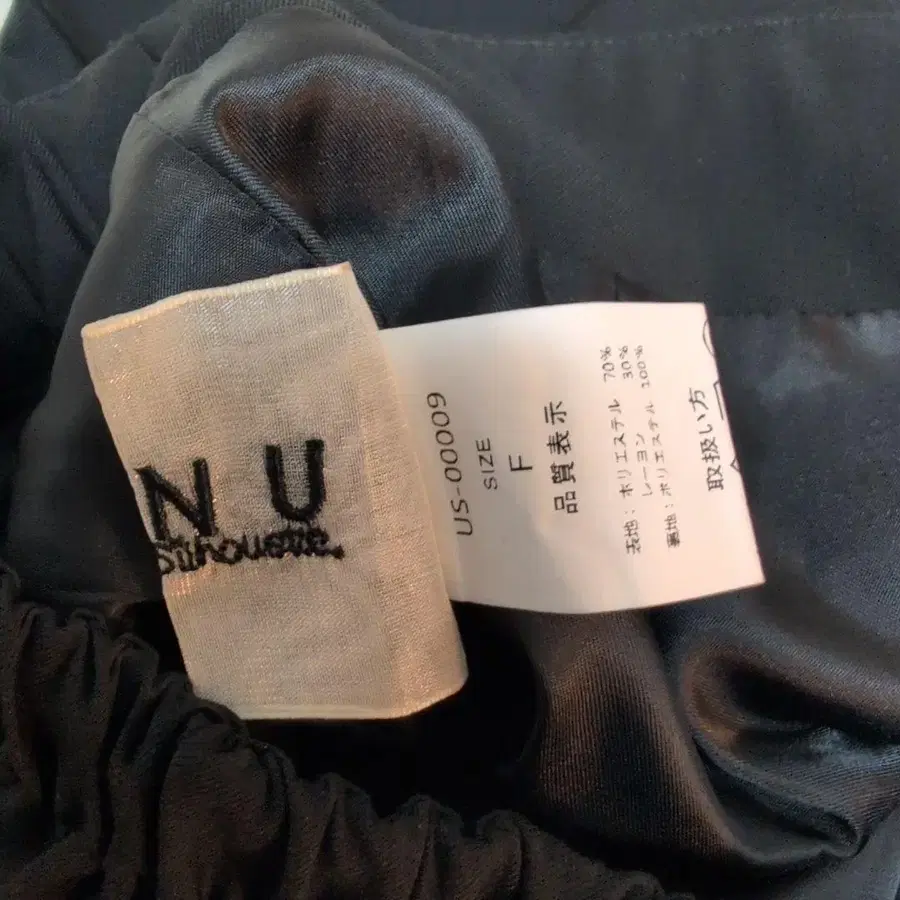 N U
Silhouette.
US-00009
SIZE
F
品質表示
表地：ポリエステル 70%
レーヨン 30%
裏地：ポリエステル 100%
取扱い方